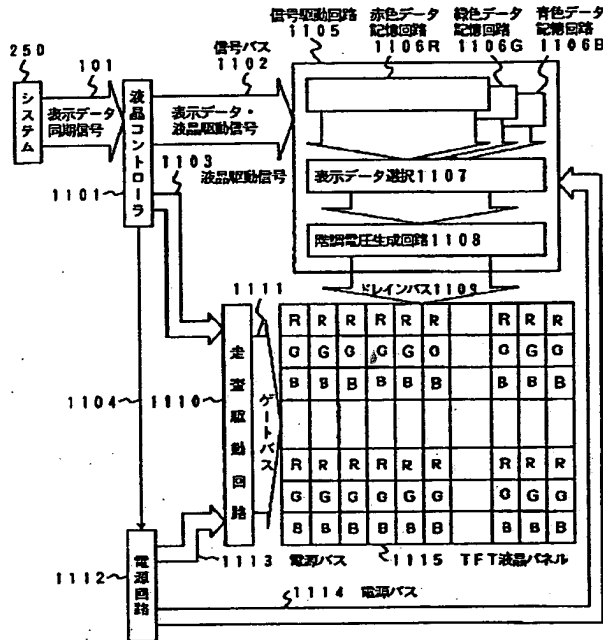 信号駆動回路
1105
赤色データ
記憶回路
1106R
緑色データ
記憶回路
1106G
青色データ
記憶回路
1106B
250
システム
101
表示データ
同期信号
液晶コントローラ
信号バス
1102
表示データ・
液晶駆動信号
1103
液晶駆動信号
1101
表示データ選択1107
階調電圧生成回路1108
ドレインバス1109
1111
1104
1110
走査駆動回路
ゲートバス
R R R R R R R R R
G G G G G G G G G
B B B B B B B B B
R R R R R R R R R
G G G G G G G G G
B B B B B B B B B
1112
電源回路
1113 電源バス
1115 TFT液晶パネル
1114 電源バス